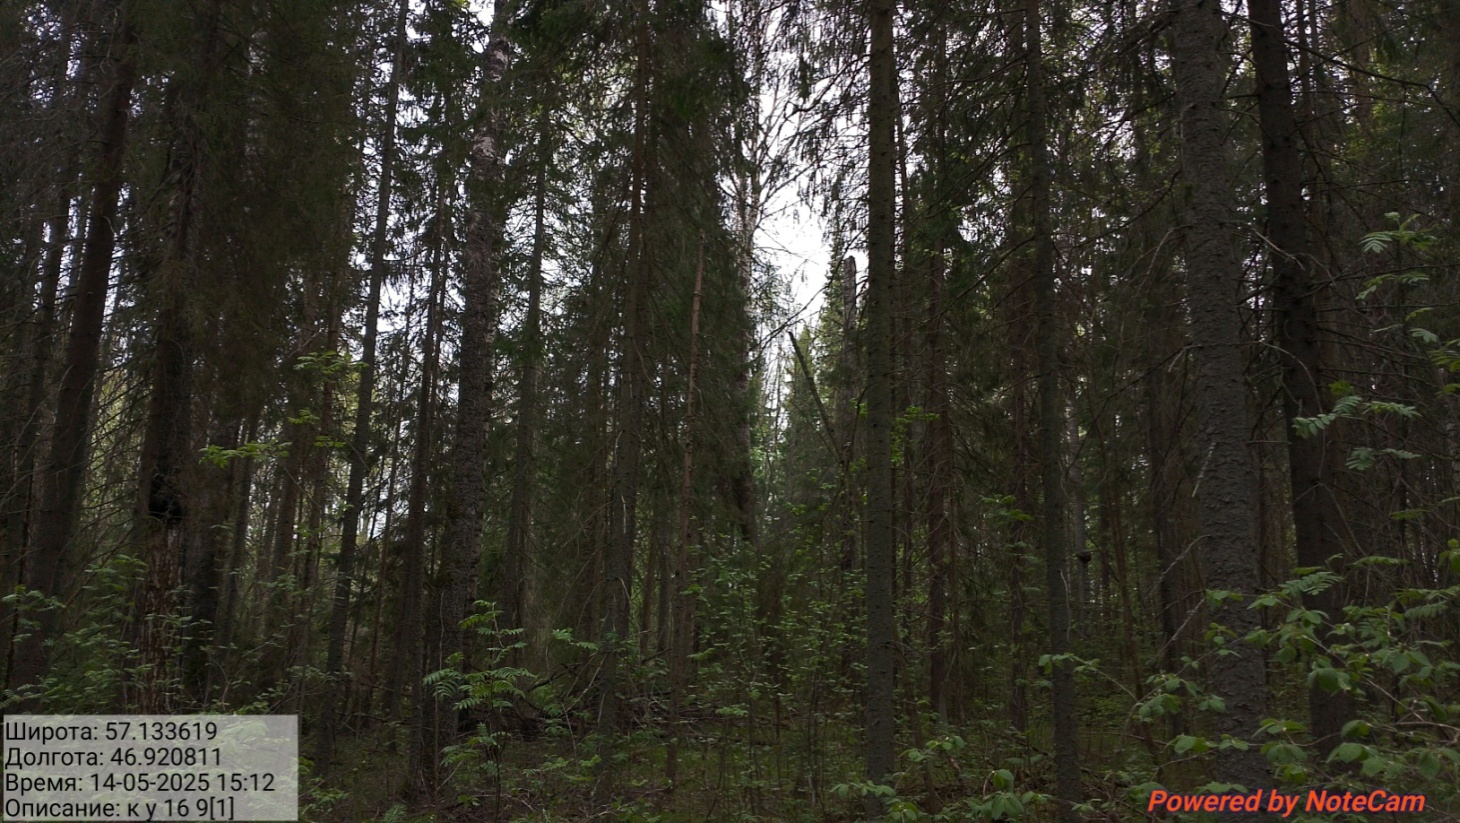 Широта: 57.133619
Долгота: 46.920811
Время: 14-05-2025 15:12
Описание: к у 16 9[1]
Powered by NoteCam